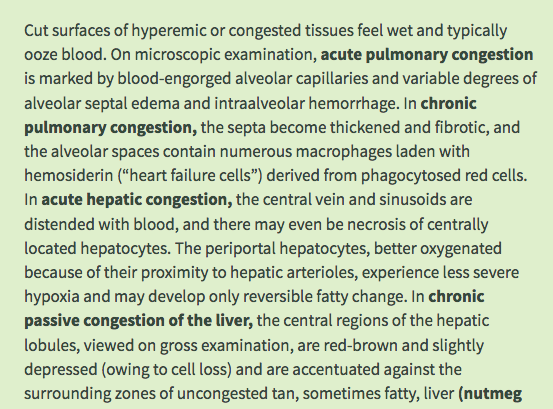 Cut surfaces of hyperemic or congested tissues feel wet and typically
ooze blood. On microscopic examination, acute pulmonary congestion
is marked by blood-engorged alveolar capillaries and variable degrees of
alveolar septal edema and intraalveolar hemorrhage. In chronic
pulmonary congestion, the septa become thickened and fibrotic, and
the alveolar spaces contain numerous macrophages laden with
hemosiderin (“heart failure cells”) derived from phagocytosed red cells.
In acute hepatic congestion, the central vein and sinusoids are
distended with blood, and there may even be necrosis of centrally
located hepatocytes. The periportal hepatocytes, better oxygenated
because of their proximity to hepatic arterioles, experience less severe
hypoxia and may develop only reversible fatty change. In chronic
passive congestion of the liver, the central regions of the hepatic
lobules, viewed on gross examination, are red-brown and slightly
depressed (owing to cell loss) and are accentuated against the
surrounding zones of uncongested tan, sometimes fatty, liver (nutmeg